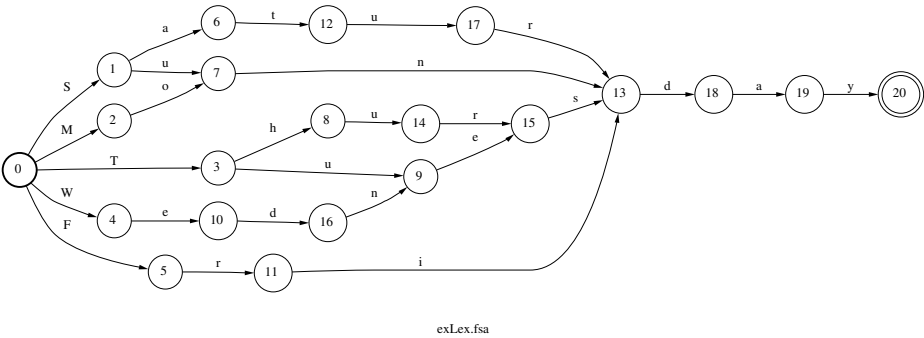 6 t 12 u 17 r
a
1 u 7 n
S o
M 2
13 d 18 a 19 y 20
h 8 u 14 r 15 s
e
0 T 3 u 9
W n
4 e 10 d 16
F
5 r 11 i
exLex.fsa